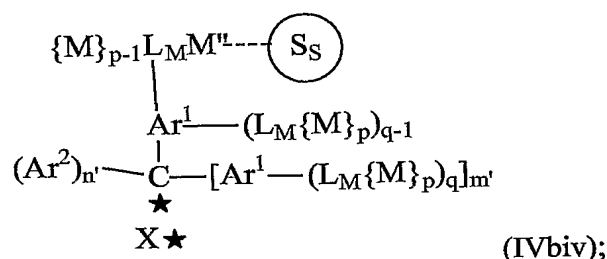 {M}p-1LMM"----SS
Ar¹—(LM{M}p)q-1
(Ar²)n'—C—[Ar¹—(LM{M}p)q]m'
★
X★
(IVbiv);